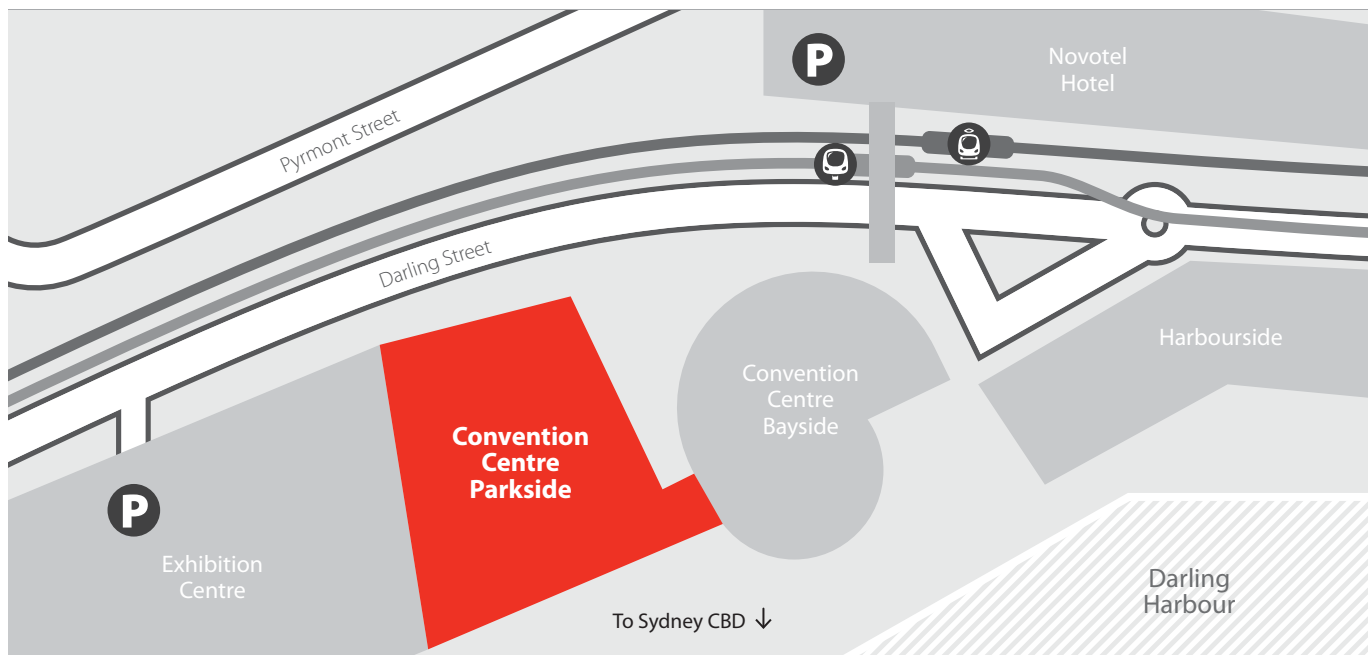 P
Novotel
Hotel
Pyrmont Street
Darling Street
Harbourside
Convention
Centre
Bayside
Convention
Centre
Parkside
P
Exhibition
Centre
Darling
Harbour
To Sydney CBD ↓